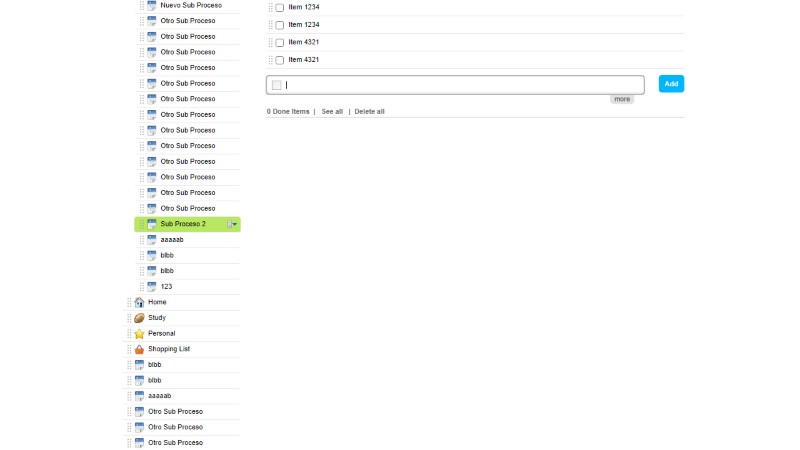 Nuevo Sub Proceso
Otro Sub Proceso
Otro Sub Proceso
Otro Sub Proceso
Otro Sub Proceso
Otro Sub Proceso
Otro Sub Proceso
Otro Sub Proceso
Otro Sub Proceso
Otro Sub Proceso
Otro Sub Proceso
Otro Sub Proceso
Otro Sub Proceso
Otro Sub Proceso
Sub Proceso 2
aaaaab
blbb
blbb
123
Home
Study
Personal
Shopping List
blbb
blbb
aaaaab
Otro Sub Proceso
Otro Sub Proceso
Otro Sub Proceso
Item 1234
Item 1234
Item 4321
Item 4321
Add
more
0 Done Items | See all | Delete all